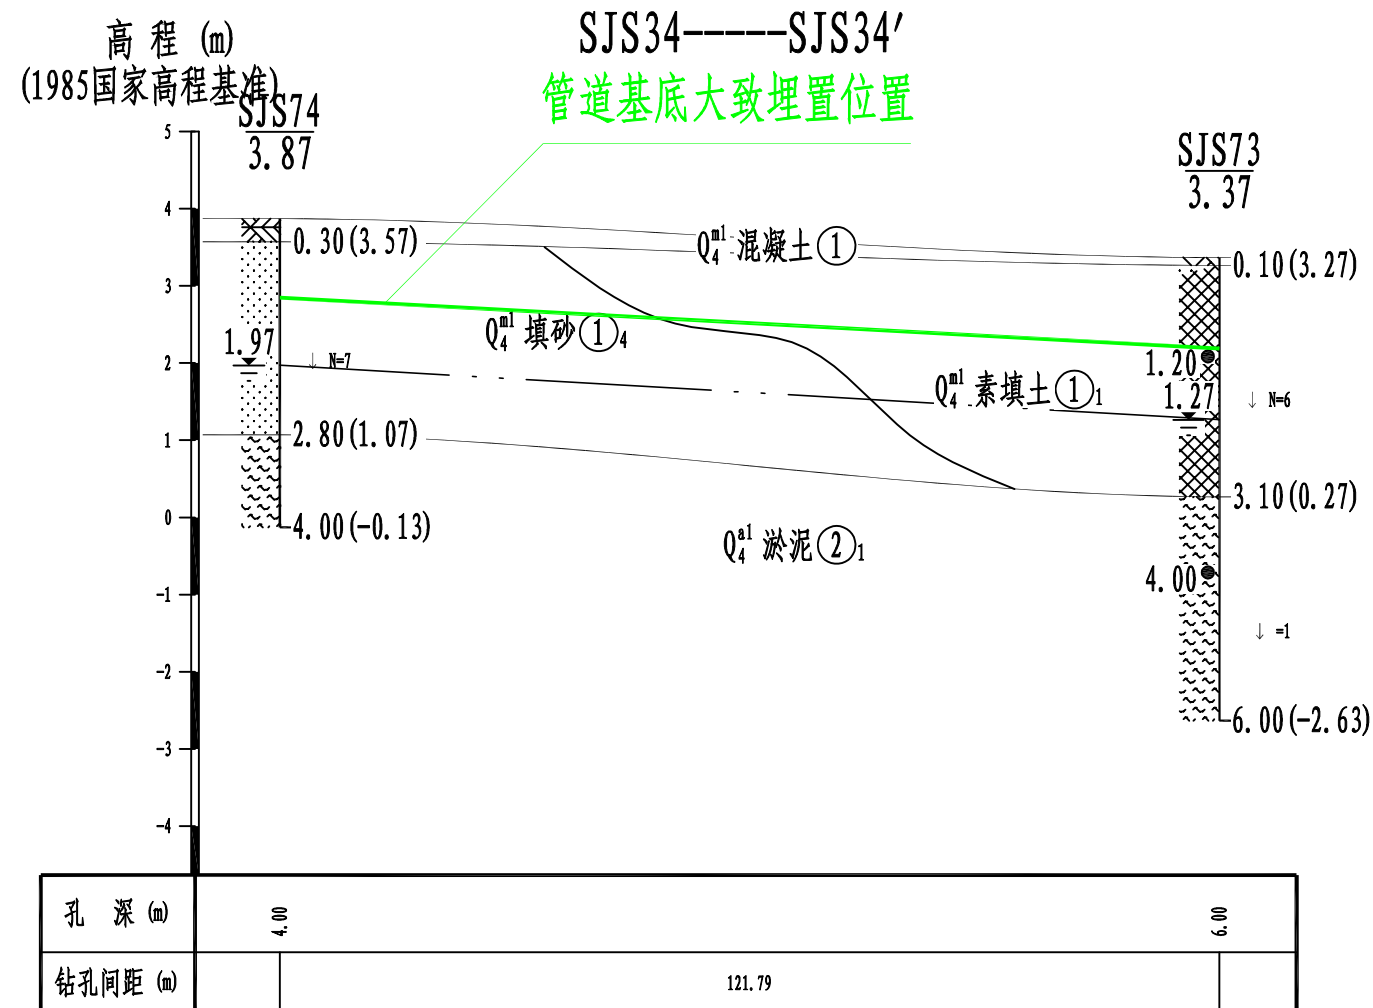 高 程 (m)
(1985国家高程基准)
SJS34-----SJS34′
管道基底大致埋置位置
SJS74
3.87
SJS73
3.37
5
4
3
2
1
0
-1
-2
-3
-4
0.30(3.57)
Q4ml 混凝土①
0.10(3.27)
Q4ml 填砂①4
1.97
N=7
1.20
Q4ml 素填土①1
1.27
N=6
2.80(1.07)
3.10(0.27)
4.00(-0.13)
Q4al 淤泥②1
4.00
=1
6.00(-2.63)
孔 深 (m)
4.00
6.00
钻孔间距 (m)
121.79